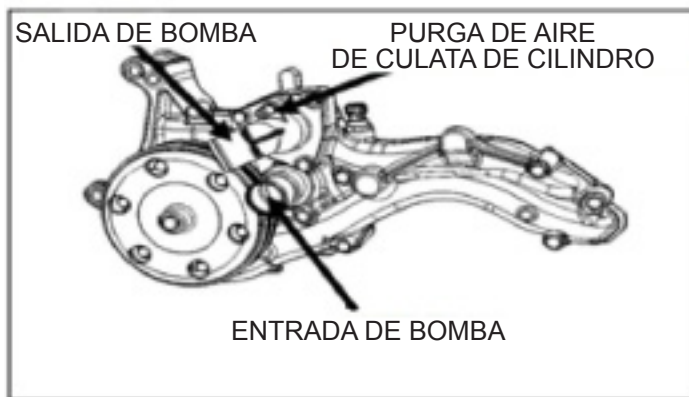 SALIDA DE BOMBA
PURGA DE AIRE
DE CULATA DE CILINDRO
ENTRADA DE BOMBA